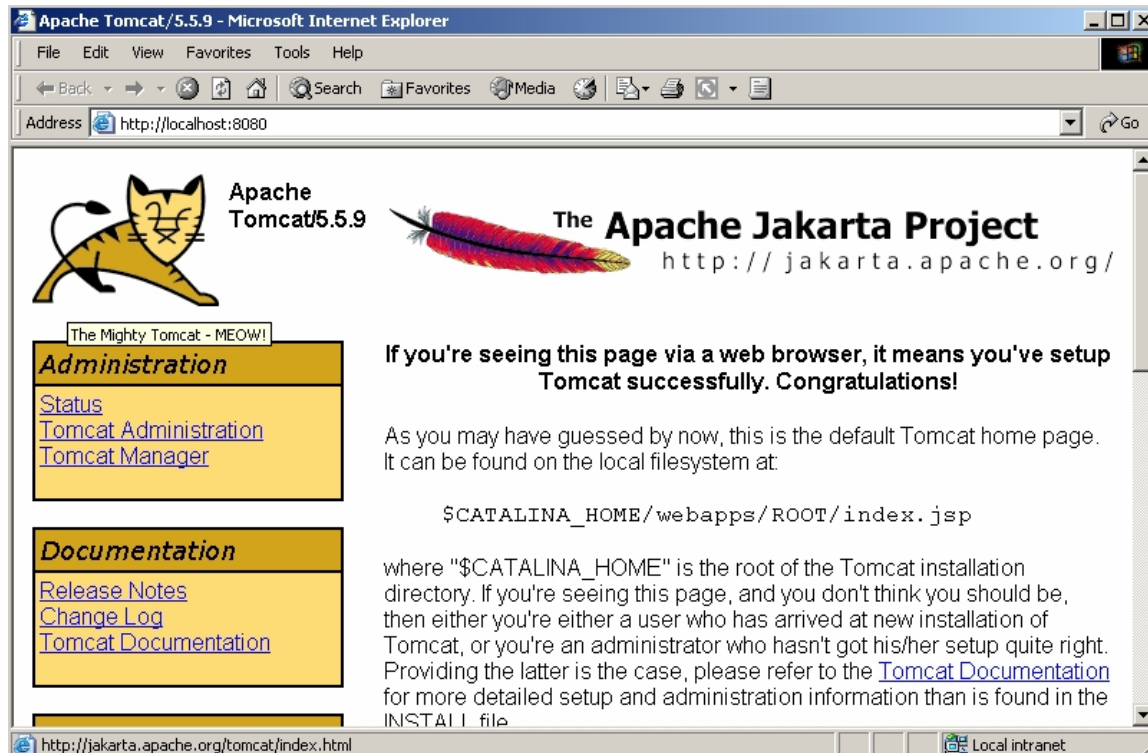 Apache Tomcat/5.5.9 - Microsoft Internet Explorer
File Edit View Favorites Tools Help
Back Search Favorites Media
Address http://localhost:8080 Go
Apache
Tomcat/5.5.9
The Apache Jakarta Project
http://jakarta.apache.org/
The Mighty Tomcat - MEOW!
Administration
Status
Tomcat Administration
Tomcat Manager
Documentation
Release Notes
Change Log
Tomcat Documentation
If you're seeing this page via a web browser, it means you've setup
Tomcat successfully. Congratulations!
As you may have guessed by now, this is the default Tomcat home page.
It can be found on the local filesystem at:
$CATALINA_HOME/webapps/ROOT/index.jsp
where "$CATALINA_HOME" is the root of the Tomcat installation
directory. If you're seeing this page, and you don't think you should be,
then either you're either a user who has arrived at new installation of
Tomcat, or you're an administrator who hasn't got his/her setup quite right.
Providing the latter is the case, please refer to the Tomcat Documentation
for more detailed setup and administration information than is found in the
INSTALL file.
http://jakarta.apache.org/tomcat/index.html
Local intranet